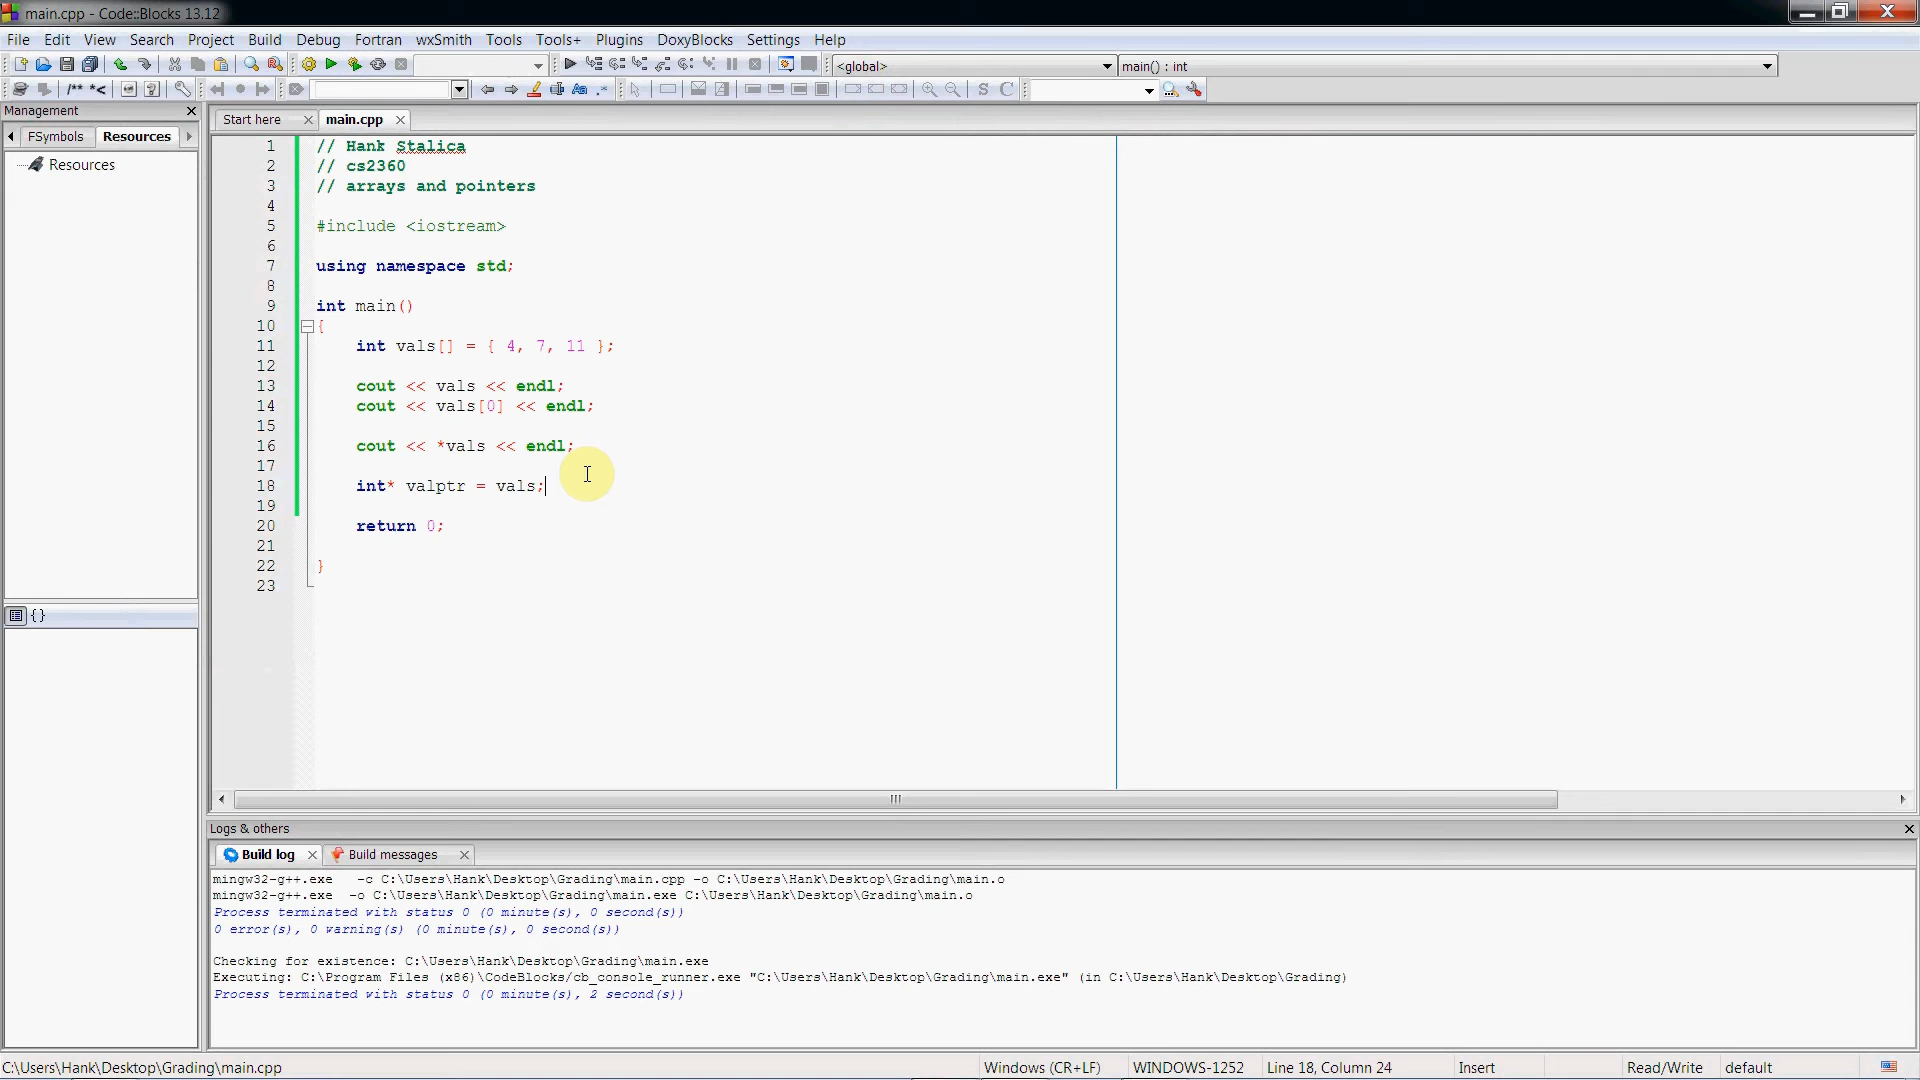 main.cpp - Code::Blocks 13.12
File Edit View Search Project Build Debug Fortran wxSmith Tools Tools+ Plugins DoxyBlocks Settings Help
<global> main() : int
/** *<
S C
Management
FSymbols Resources
Resources
{}
Start here main.cpp
1 // Hank Stalica
2 // cs2360
3 // arrays and pointers
4
5 #include <iostream>
6
7 using namespace std;
8
9 int main()
10 {
11 int vals[] = { 4, 7, 11 };
12
13 cout << vals << endl;
14 cout << vals[0] << endl;
15
16 cout << *vals << endl;
17
18 int* valptr = vals;
19
20 return 0;
21
22 }
23
Logs & others
Build log Build messages
mingw32-g++.exe -c C:\Users\Hank\Desktop\Grading\main.cpp -o C:\Users\Hank\Desktop\Grading\main.o
mingw32-g++.exe -o C:\Users\Hank\Desktop\Grading\main.exe C:\Users\Hank\Desktop\Grading\main.o
Process terminated with status 0 (0 minute(s), 0 second(s))
0 error(s), 0 warning(s) (0 minute(s), 0 second(s))
Checking for existence: C:\Users\Hank\Desktop\Grading\main.exe
Executing: C:\Program Files (x86)\CodeBlocks/cb_console_runner.exe "C:\Users\Hank\Desktop\Grading\main.exe" (in C:\Users\Hank\Desktop\Grading)
Process terminated with status 0 (0 minute(s), 2 second(s))
C:\Users\Hank\Desktop\Grading\main.cpp Windows (CR+LF) WINDOWS-1252 Line 18, Column 24 Insert Read/Write default